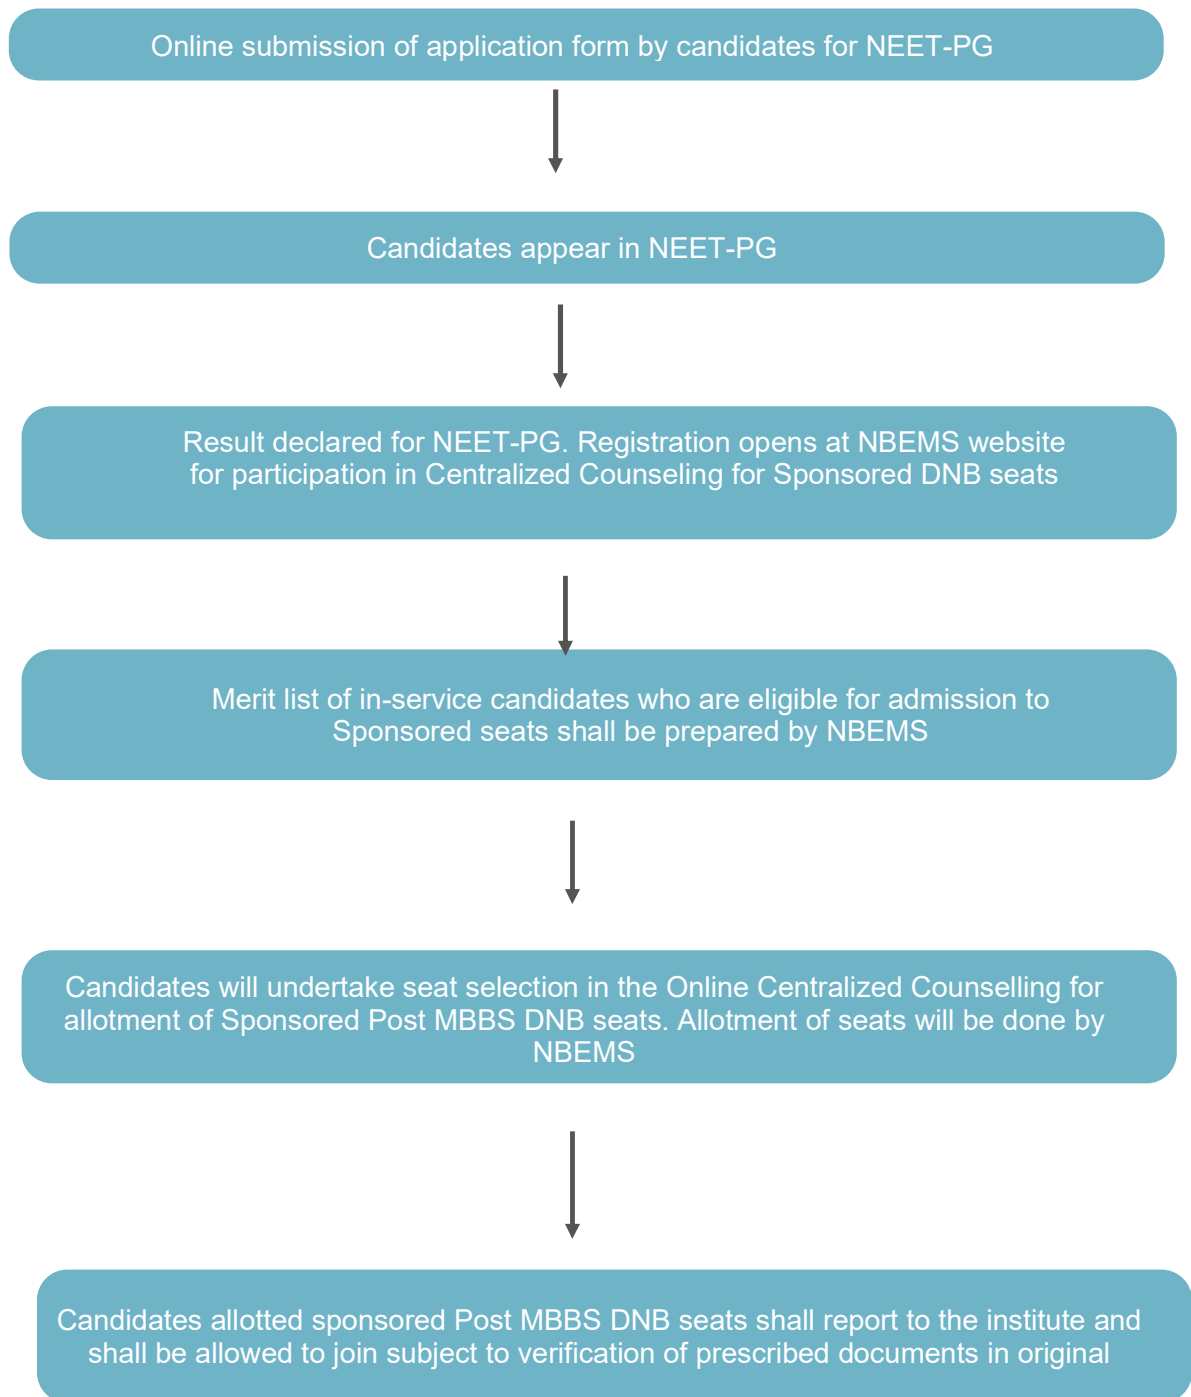 Online submission of application form by candidates for NEET-PG
Candidates appear in NEET-PG
Result declared for NEET-PG. Registration opens at NBEMS website
for participation in Centralized Counseling for Sponsored DNB seats
Merit list of in-service candidates who are eligible for admission to
Sponsored seats shall be prepared by NBEMS
Candidates will undertake seat selection in the Online Centralized Counselling for
allotment of Sponsored Post MBBS DNB seats. Allotment of seats will be done by
NBEMS
Candidates allotted sponsored Post MBBS DNB seats shall report to the institute and
shall be allowed to join subject to verification of prescribed documents in original